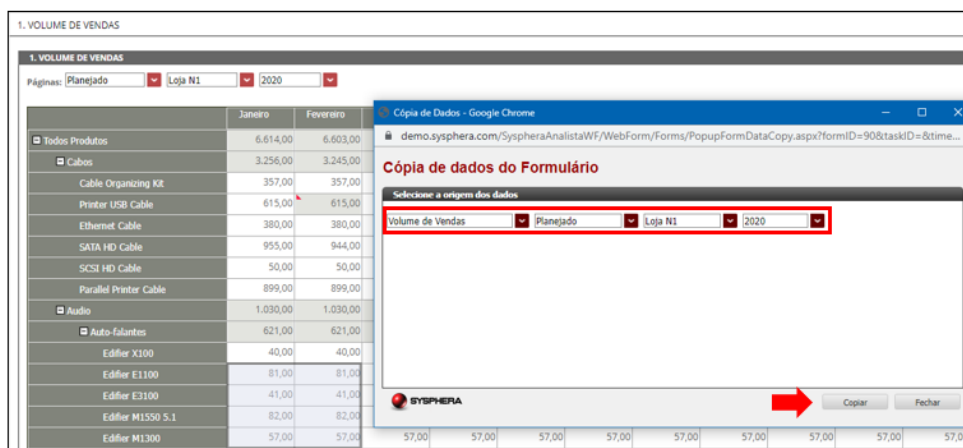 1. VOLUME DE VENDAS
1. VOLUME DE VENDAS
Páginas: Planejado Loja N1 2020
Janeiro Fevereiro
Todos Produtos 6.614,00 6.603,00
Cabos 3.256,00 3.245,00
Cable Organizing Kit 357,00 357,00
Printer USB Cable 615,00 615,00
Ethernet Cable 380,00 380,00
SATA HD Cable 955,00 944,00
SCSI HD Cable 50,00 50,00
Parallel Printer Cable 899,00 899,00
Audio 1.030,00 1.030,00
Auto-falantes 621,00 621,00
Edifier X100 40,00 40,00
Edifier E1100 81,00 81,00
Edifier E3100 41,00 41,00
Edifier M1550 5.1 82,00 82,00
Edifier M1300 57,00 57,00 57,00 57,00 57,00 57,00 57,00 57,00 57,00 57,00 57,0
Cópia de Dados - Google Chrome
demo.sysphera.com/SyspheraAnalistaWF/WebForm/Forms/PopupFormDataCopy.aspx?formID=90&taskID=&time...
Cópia de dados do Formulário
Selecione a origem dos dados
Volume de Vendas Planejado Loja N1 2020
SYSPHERA
Copiar Fechar